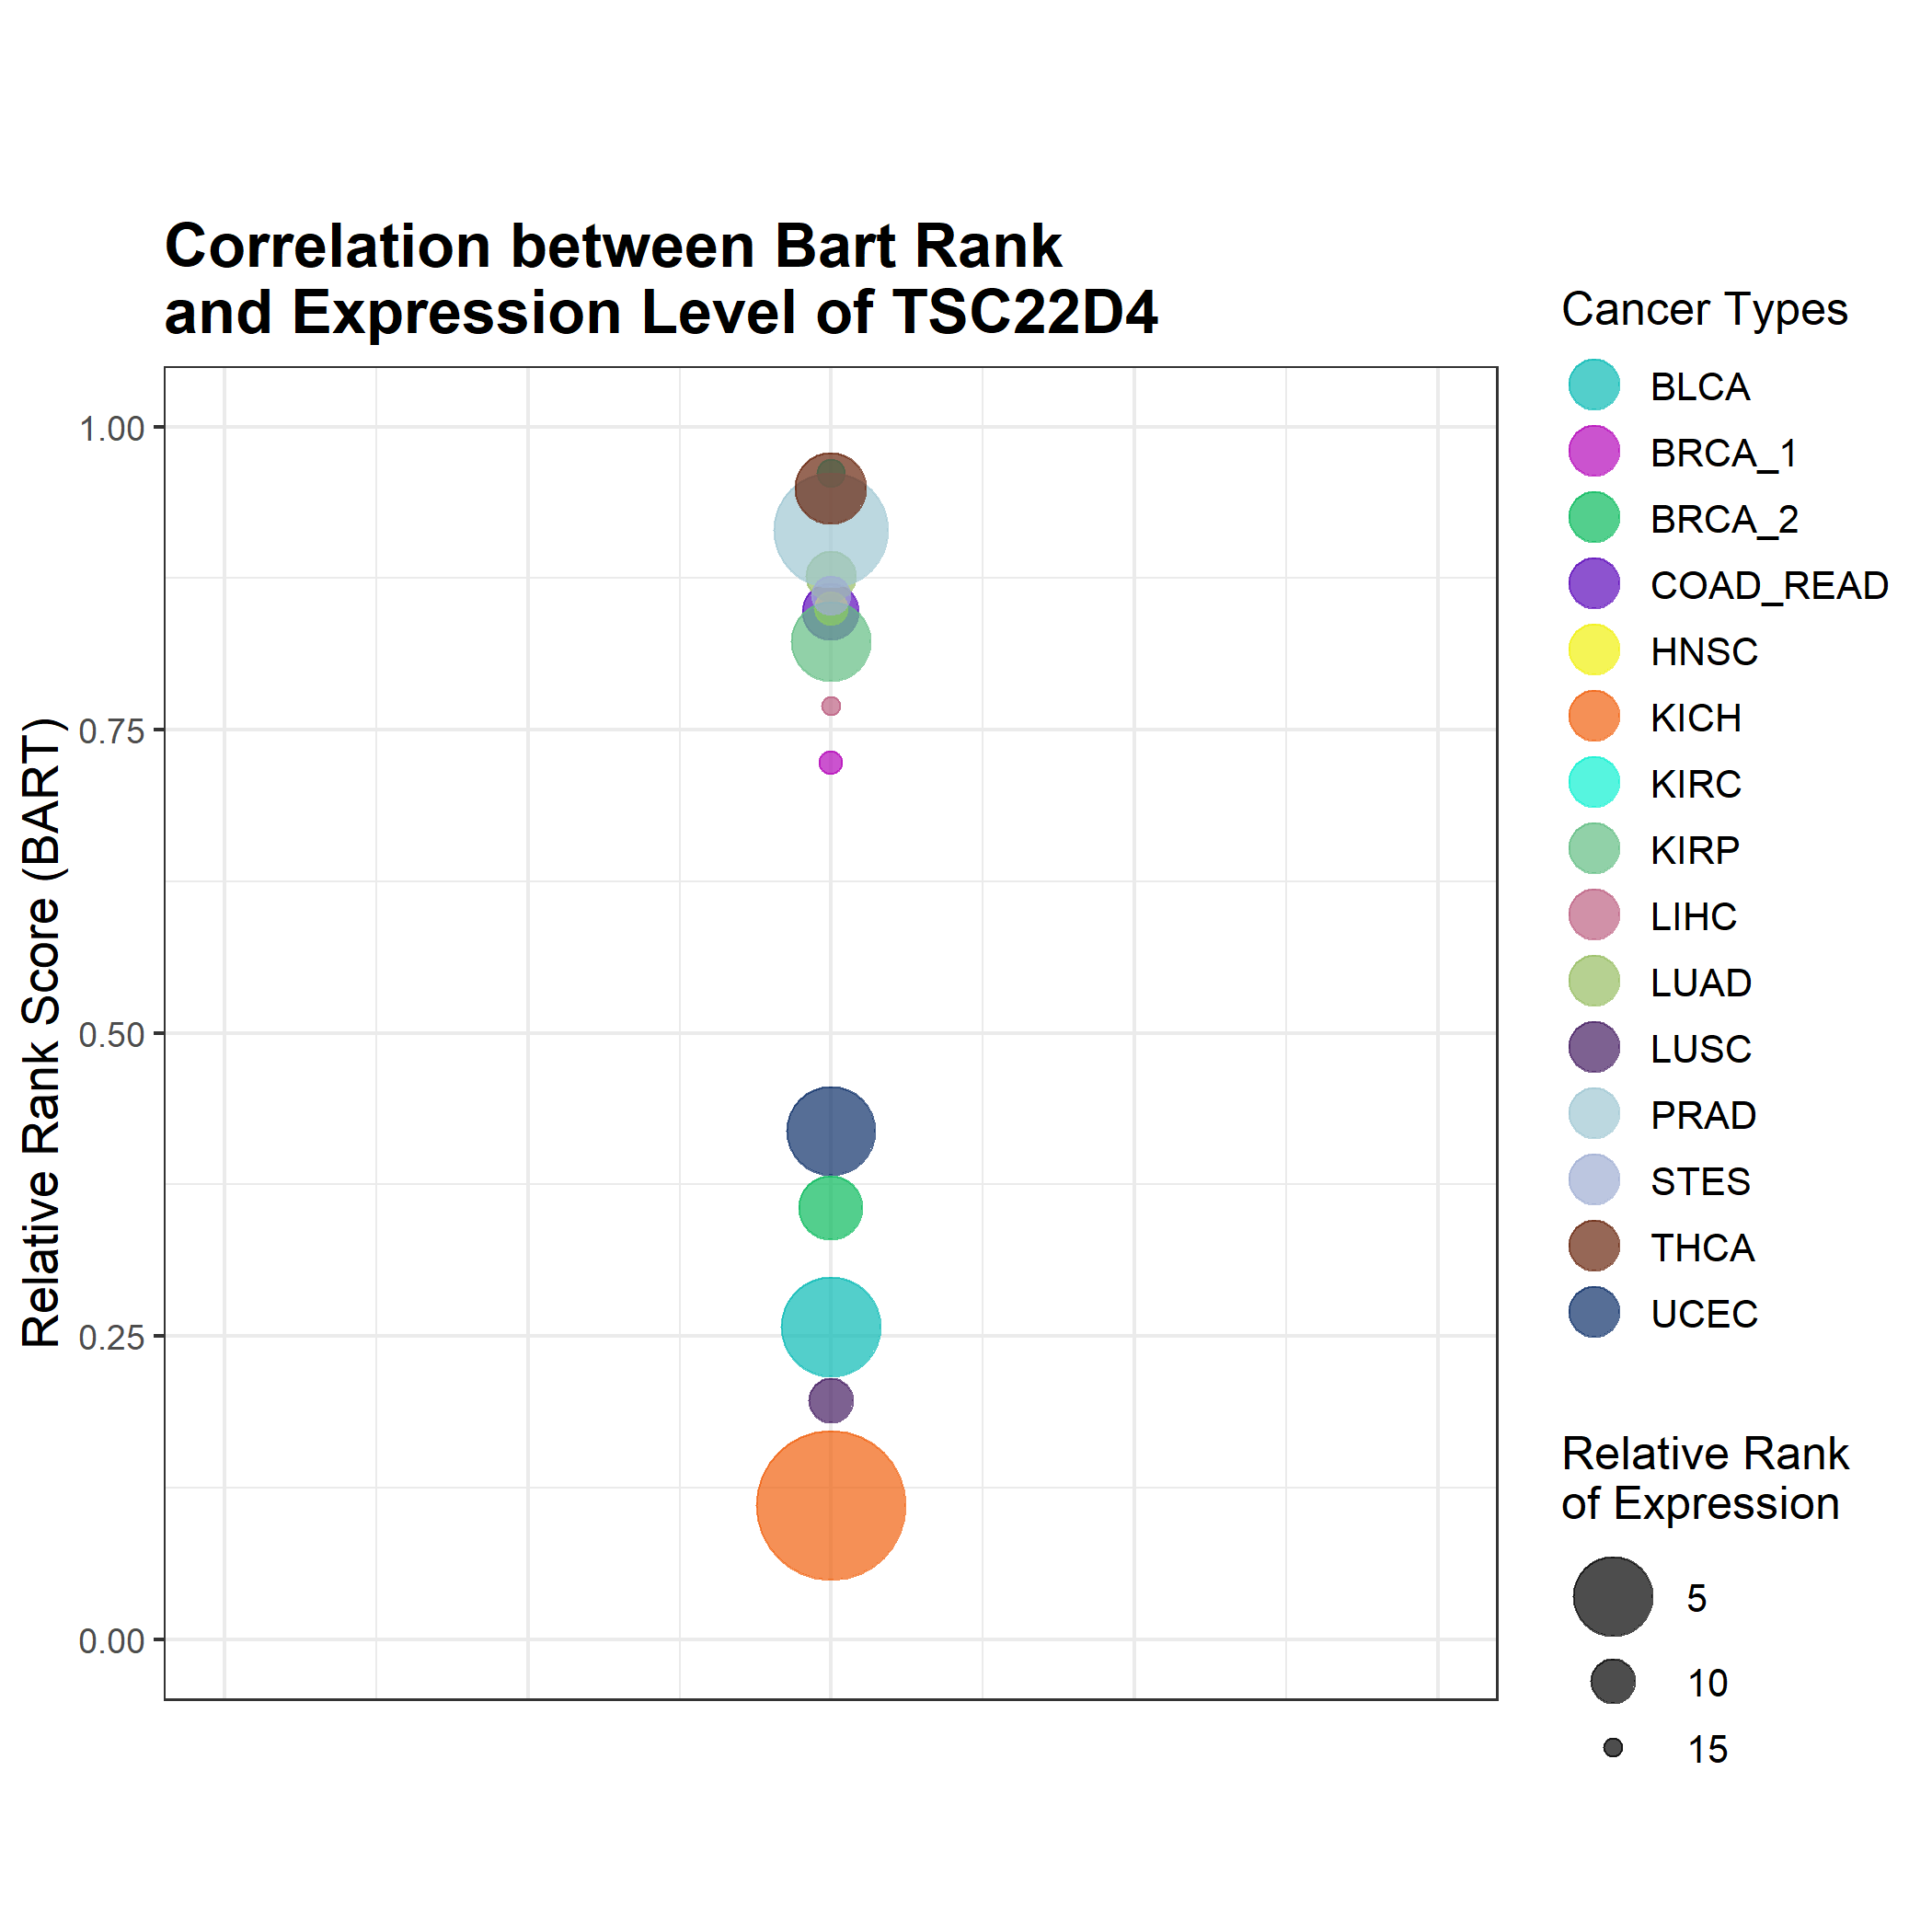 Correlation between Bart Rank
and Expression Level of TSC22D4
Relative Rank Score (BART)
1.00
0.75
0.50
0.25
0.00
Cancer Types
BLCA
BRCA_1
BRCA_2
COAD_READ
HNSC
KICH
KIRC
KIRP
LIHC
LUAD
LUSC
PRAD
STES
THCA
UCEC
Relative Rank
of Expression
5
10
15